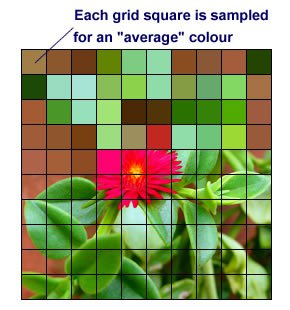 Each grid square is sampled
for an "average" colour